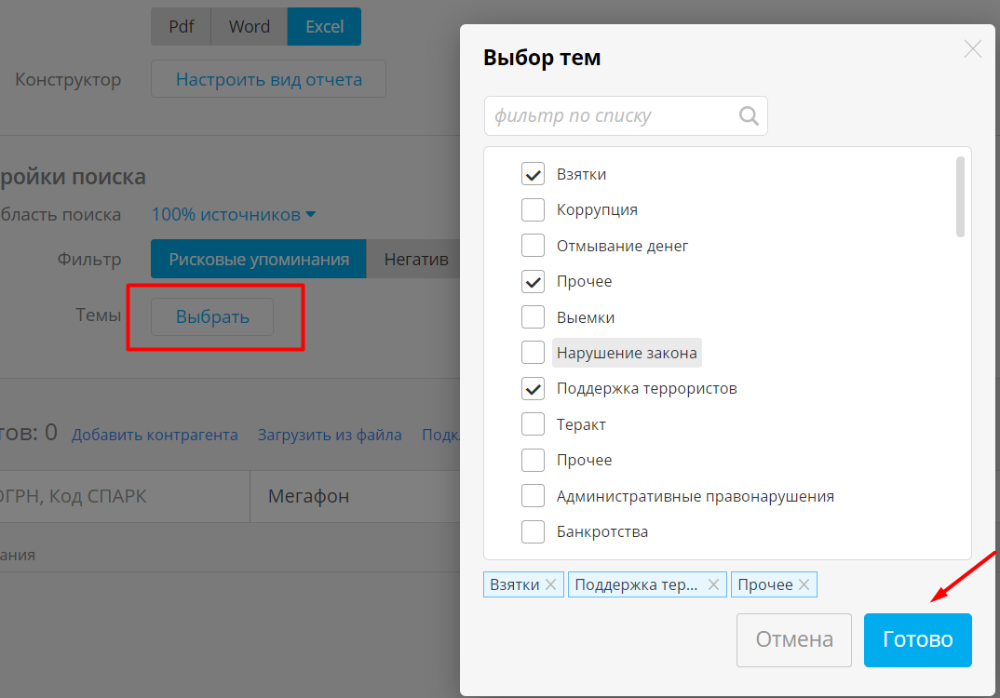 Pdf Word Excel
Конструктор Настроить вид отчета
ройки поиска
бласть поиска 100% источников
Фильтр Рисковые упоминания Негатив
Темы Выбрать
тов: 0 Добавить контрагента Загрузить из файла Подк
ОГРН, Код СПАРК Мегафон
ания
Выбор тем
фильтр по списку
Взятки
Коррупция
Отмывание денег
Прочее
Выемки
Нарушение закона
Поддержка террористов
Теракт
Прочее
Административные правонарушения
Банкротства
Взятки Поддержка тер... Прочее
Отмена Готово